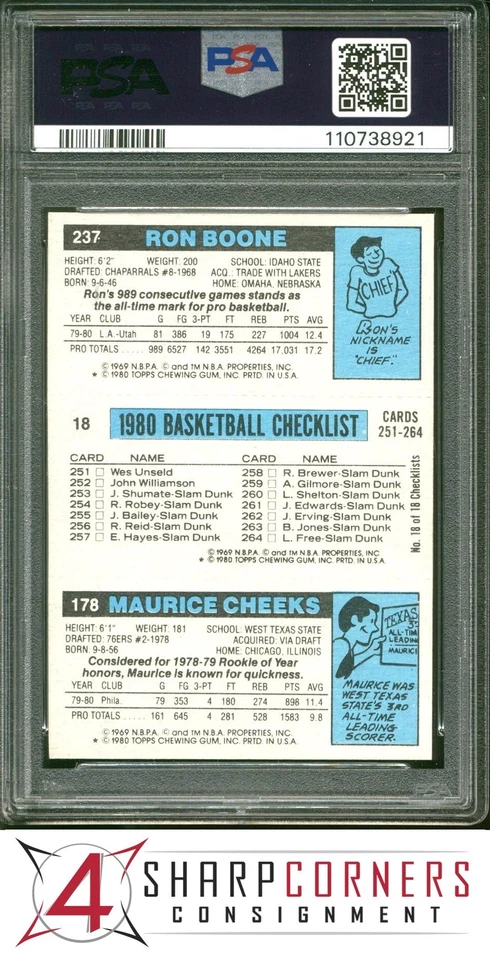 PSA
PSA
110738921
237 RON BOONE
HEIGHT: 6'2" WEIGHT: 200 SCHOOL: IDAHO STATE
DRAFTED: CHAPARRALS #8-1968 ACQ.: TRADE WITH LAKERS
BORN: 9-6-46 HOME: OMAHA, NEBRASKA
Ron's 989 consecutive games stands as
the all-time mark for pro basketball.
YEAR CLUB G FG 3-PT FT REB PTS AVG
79-80 L.A.-Utah 81 386 19 175 227 1004 12.4
PRO TOTALS ..... 989 6527 142 3551 4264 17,031 17.2
© 1969 N.B.P.A. © and TM N.B.A. PROPERTIES, INC.
* © 1980 TOPPS CHEWING GUM, INC. PRTD. IN U.S.A.
CHIEF
RON'S
NICKNAME
IS
"CHIEF."
18 1980 BASKETBALL CHECKLIST CARDS
251-264
CARD NAME CARD NAME
251 Wes Unseld 258 R. Brewer-Slam Dunk
252 John Williamson 259 A. Gilmore-Slam Dunk
253 J. Shumate-Slam Dunk 260 L. Shelton-Slam Dunk
254 R. Robey-Slam Dunk 261 J. Edwards-Slam Dunk
255 J. Bailey-Slam Dunk 262 J. Erving-Slam Dunk
256 R. Reid-Slam Dunk 263 B. Jones-Slam Dunk
257 E. Hayes-Slam Dunk 264 L. Free-Slam Dunk
No. 18 of 18 Checklists
© 1969 N.B.P.A. © and TM N.B.A. PROPERTIES, INC
* © 1980 TOPPS CHEWING GUM, INC. PRTD. IN U.S.A.
178 MAURICE CHEEKS
HEIGHT: 6'1" WEIGHT: 181 SCHOOL: WEST TEXAS STATE
DRAFTED: 76ERS #2-1978 ACQUIRED: VIA DRAFT
BORN: 9-8-56 HOME: CHICAGO, ILLINOIS
Considered for 1978-79 Rookie of Year
honors, Maurice is known for quickness.
YEAR CLUB G FG 3-PT FT REB PTS AVG
79-80 Phila. 79 353 4 180 274 898 11.4
PRO TOTALS ..... 161 645 4 281 528 1583 9.8
© 1969 N.B.P.A. © and TM N.B.A. PROPERTIES, INC.
* © 1980 TOPPS CHEWING GUM, INC. PRTD. IN U.S.A.
TEXAS
ALL-TIM
LEADIN
MAURIC
MAURICE WAS
WEST TEXAS
STATE'S 3RD
ALL-TIME
LEADING
SCORER.
4 SHARPCORNERS
CONSIGNMENT